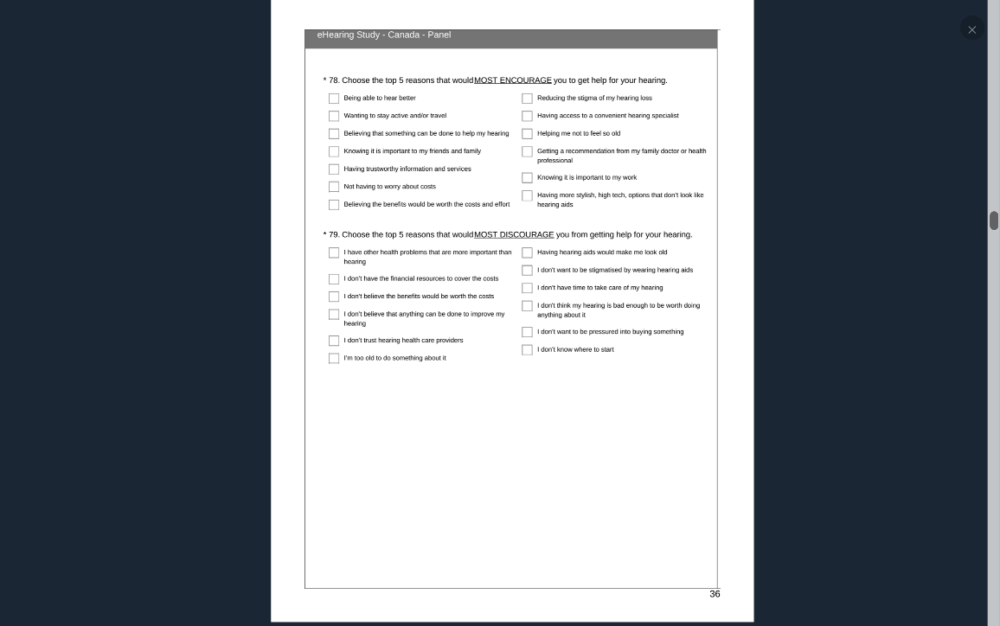 eHearing Study - Canada - Panel
* 78. Choose the top 5 reasons that would MOST ENCOURAGE you to get help for your hearing.
Being able to hear better
Wanting to stay active and/or travel
Believing that something can be done to help my hearing
Knowing it is important to my friends and family
Having trustworthy information and services
Not having to worry about costs
Believing the benefits would be worth the costs and effort
Reducing the stigma of my hearing loss
Having access to a convenient hearing specialist
Helping me not to feel so old
Getting a recommendation from my family doctor or health
professional
Knowing it is important to my work
Having more stylish, high tech, options that don't look like
hearing aids
* 79. Choose the top 5 reasons that would MOST DISCOURAGE you from getting help for your hearing.
I have other health problems that are more important than
hearing
I don't have the financial resources to cover the costs
I don't believe the benefits would be worth the costs
I don't believe that anything can be done to improve my
hearing
I don't trust hearing health care providers
I'm too old to do something about it
Having hearing aids would make me look old
I don't want to be stigmatised by wearing hearing aids
I don't have time to take care of my hearing
I don't think my hearing is bad enough to be worth doing
anything about it
I don't want to be pressured into buying something
I don't know where to start
36